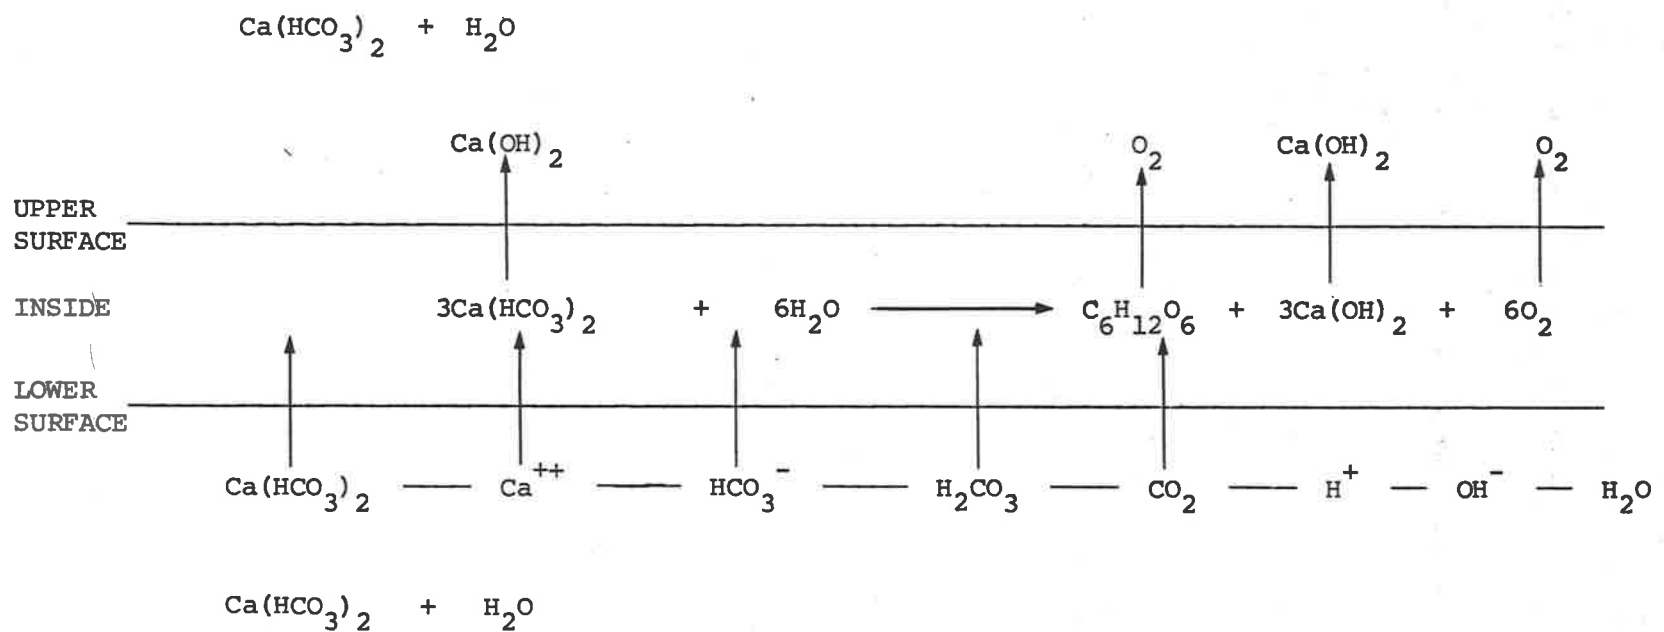 Ca(HCO3)2 + H2O
Ca(OH)2 O2 Ca(OH)2 O2
UPPER
SURFACE
INSIDE 3Ca(HCO3)2 + 6H2O → C6H12O6 + 3Ca(OH)2 + 6O2
LOWER
SURFACE
Ca(HCO3)2 — Ca++ — HCO3- — H2CO3 — CO2 — H+ — OH- — H2O
Ca(HCO3)2 + H2O